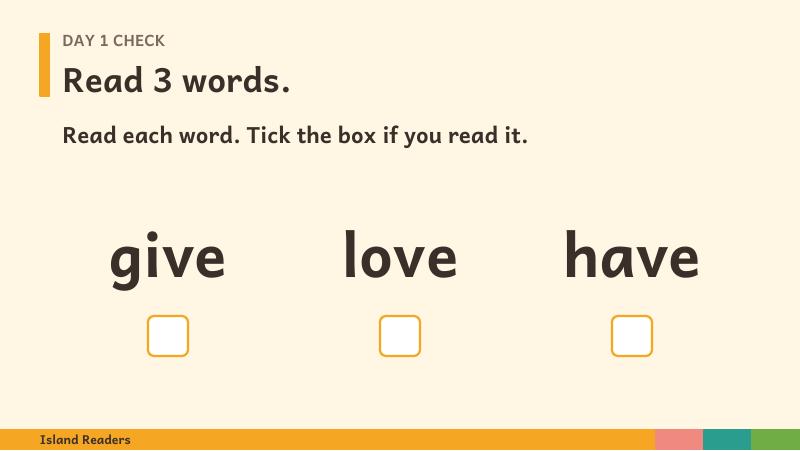 DAY 1 CHECK
Read 3 words.
Read each word. Tick the box if you read it.
give love have
Island Readers